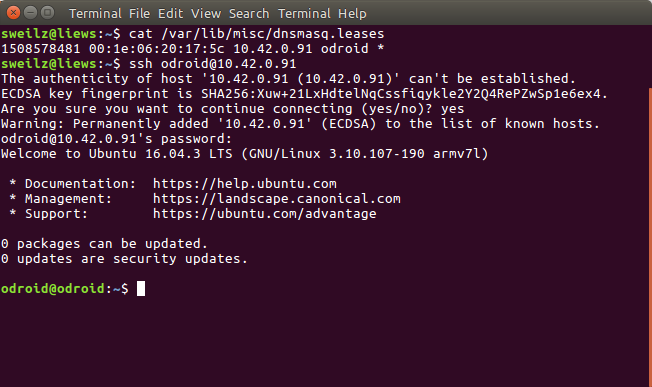 Terminal File Edit View Search Terminal Help
sweilz@liews:~$ cat /var/lib/misc/dnsmasq.leases
1508578481 00:1e:06:20:17:5c 10.42.0.91 odroid *
sweilz@liews:~$ ssh odroid@10.42.0.91
The authenticity of host '10.42.0.91 (10.42.0.91)' can't be established.
ECDSA key fingerprint is SHA256:Xuw+21LxHdtelNqCssfiqykle2Y2Q4RePZwSp1e6ex4.
Are you sure you want to continue connecting (yes/no)? yes
Warning: Permanently added '10.42.0.91' (ECDSA) to the list of known hosts.
odroid@10.42.0.91's password:
Welcome to Ubuntu 16.04.3 LTS (GNU/Linux 3.10.107-190 armv7l)
* Documentation: https://help.ubuntu.com
* Management: https://landscape.canonical.com
* Support: https://ubuntu.com/advantage
0 packages can be updated.
0 updates are security updates.
odroid@odroid:~$